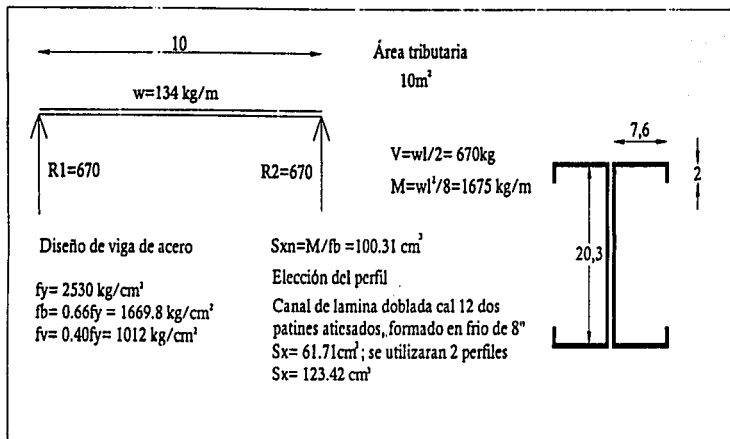 10
Área tributaria
10m²
w=134 kg/m
R1=670
R2=670
V=wl/2= 670kg
M=wl²/8=1675 kg/m
7,6
2
20,3
Diseño de viga de acero
fy= 2530 kg/cm²
fb= 0.66fy = 1669.8 kg/cm²
fv= 0.40fy= 1012 kg/cm²
Sxn=M/fb =100.31 cm³
Elección del perfil
Canal de lamina doblada cal 12 dos
patines atiesados, formado en frio de 8"
Sx= 61.71cm³; se utilizaran 2 perfiles
Sx= 123.42 cm³